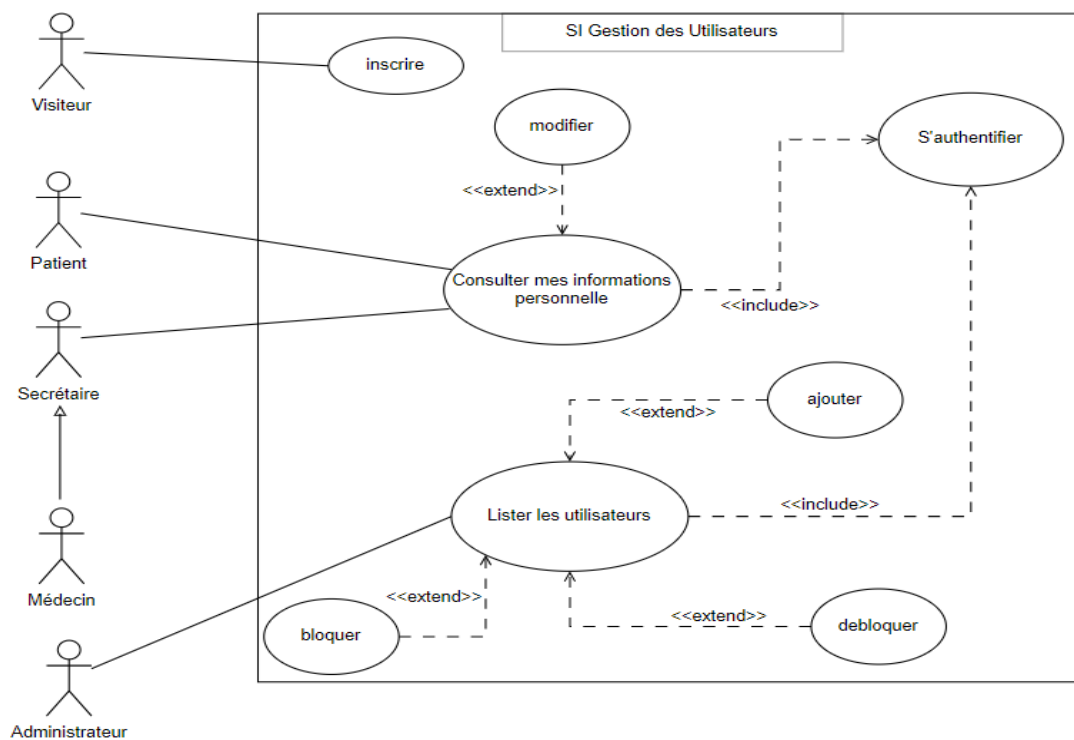 SI Gestion des Utilisateurs
inscrire
Visiteur
modifier
S'authentifier
<<extend>>
Patient
Consulter mes informations
personnelle
<<include>>
Secrétaire
ajouter
<<extend>>
Lister les utilisateurs
<<include>>
Médecin
<<extend>>
<<extend>>
bloquer
debloquer
Administrateur